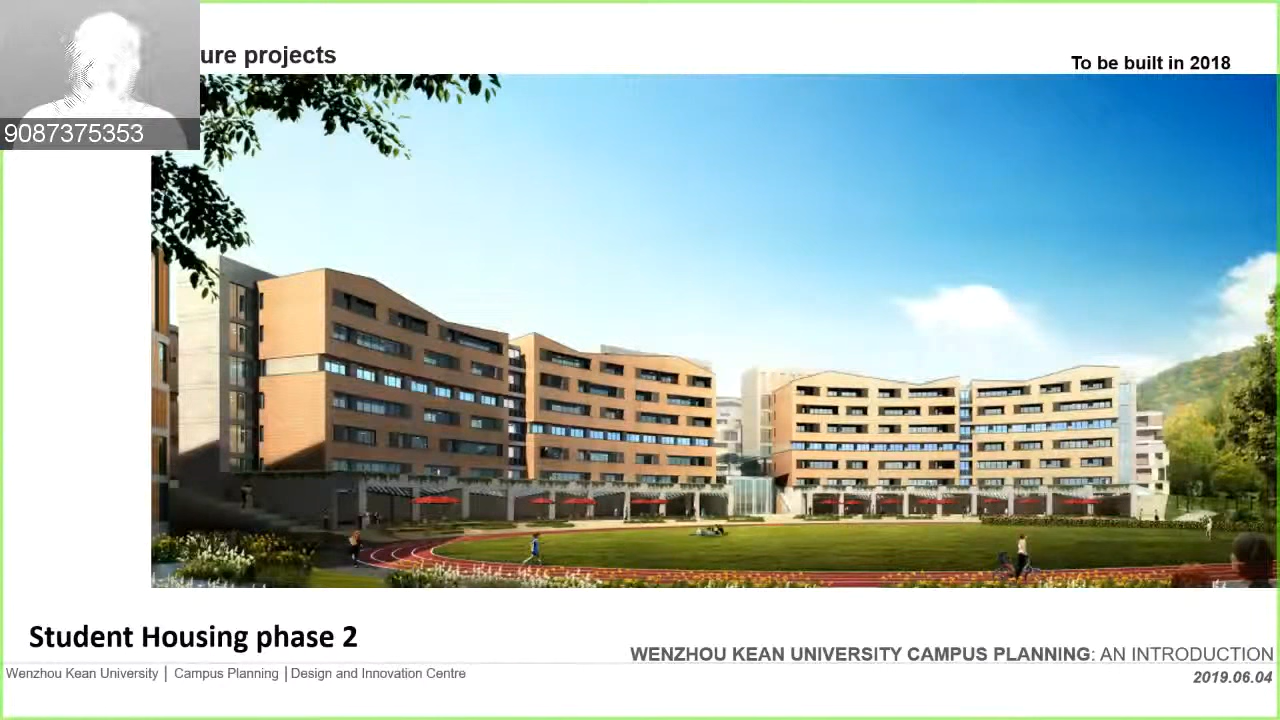 ure projects
To be built in 2018
9087375353
Student Housing phase 2
WENZHOU KEAN UNIVERSITY CAMPUS PLANNING: AN INTRODUCTION
Wenzhou Kean University │ Campus Planning │Design and Innovation Centre
2019.06.04